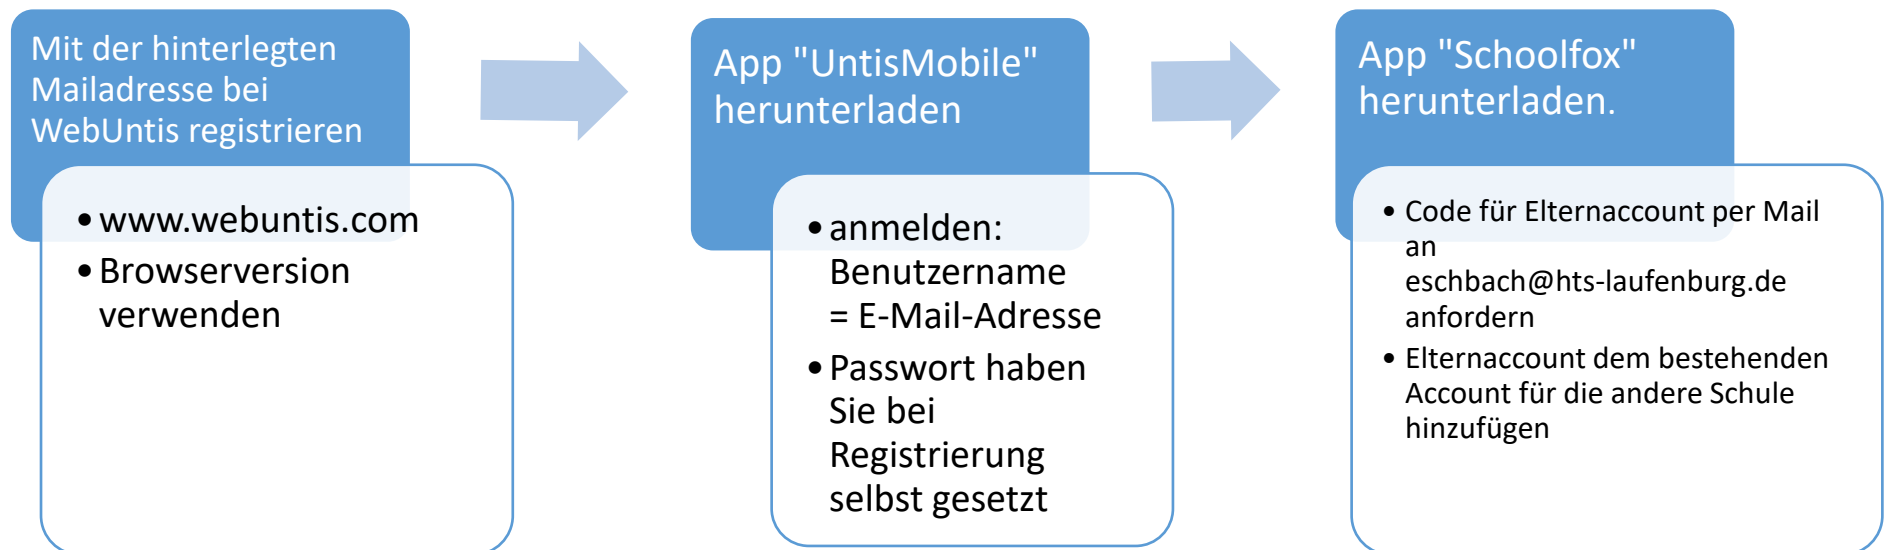 Mit der hinterlegten
Mailadresse bei
WebUntis registrieren
• www.webuntis.com
• Browserversion
verwenden
App "UntisMobile"
herunterladen
• anmelden:
Benutzername
= E-Mail-Adresse
• Passwort haben
Sie bei
Registrierung
selbst gesetzt
App "Schoolfox"
herunterladen.
• Code für Elternaccount per Mail
an
eschbach@hts-laufenburg.de
anfordern
• Elternaccount dem bestehenden
Account für die andere Schule
hinzufügen